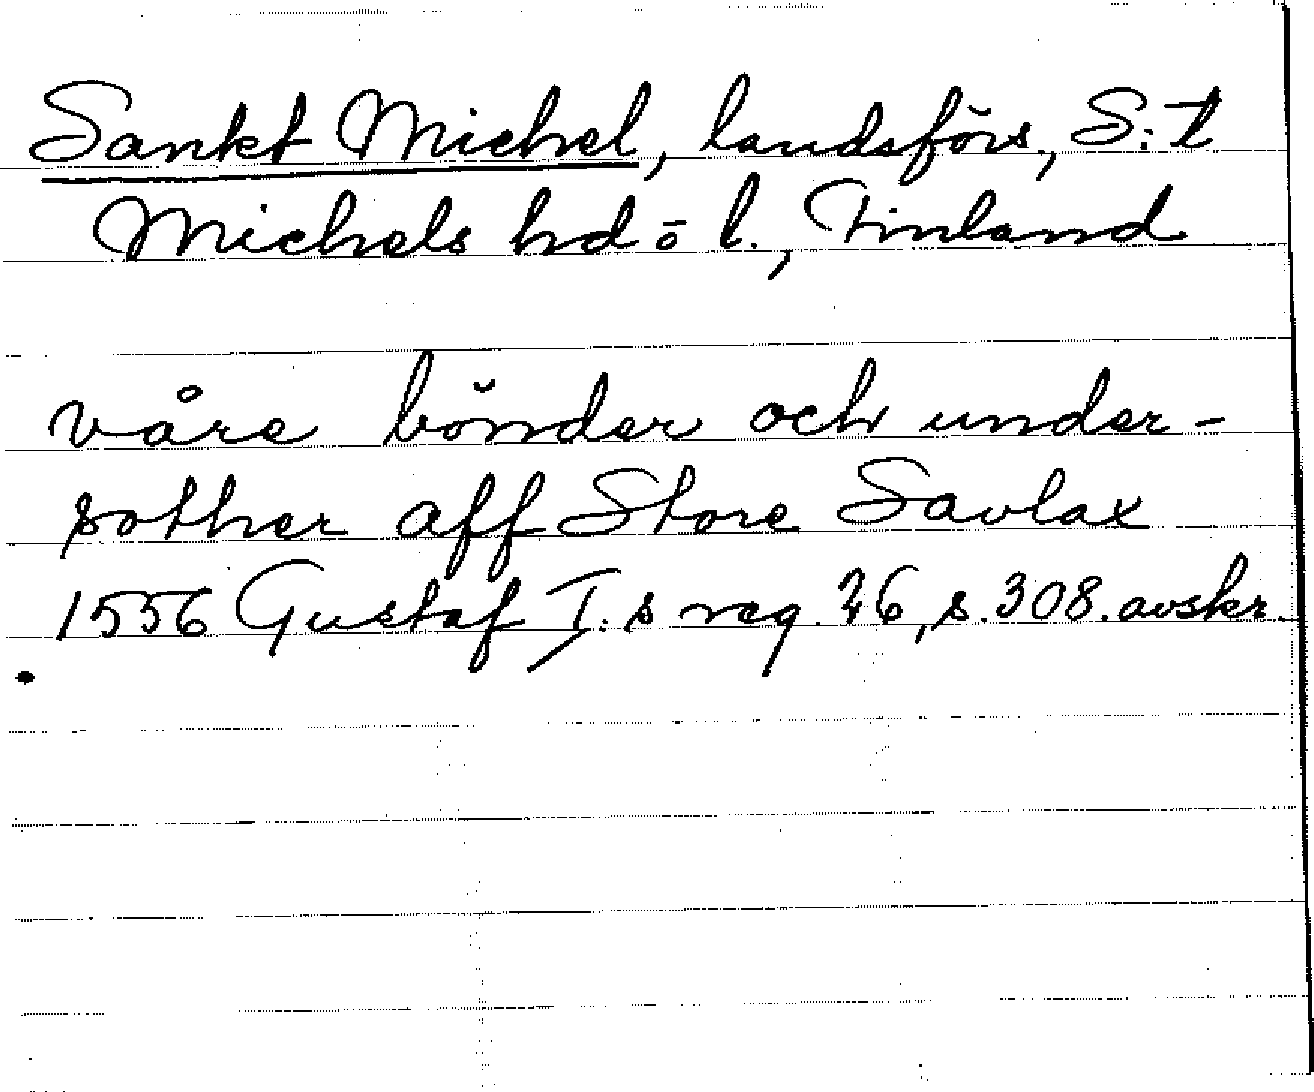 Sankt Michel, landsförs., S:t
Michels hd o l., Finland
våre bönder och under-
sother aff Store Savlax
1556 Gustaf I:s reg. 26, s. 308. avskr.